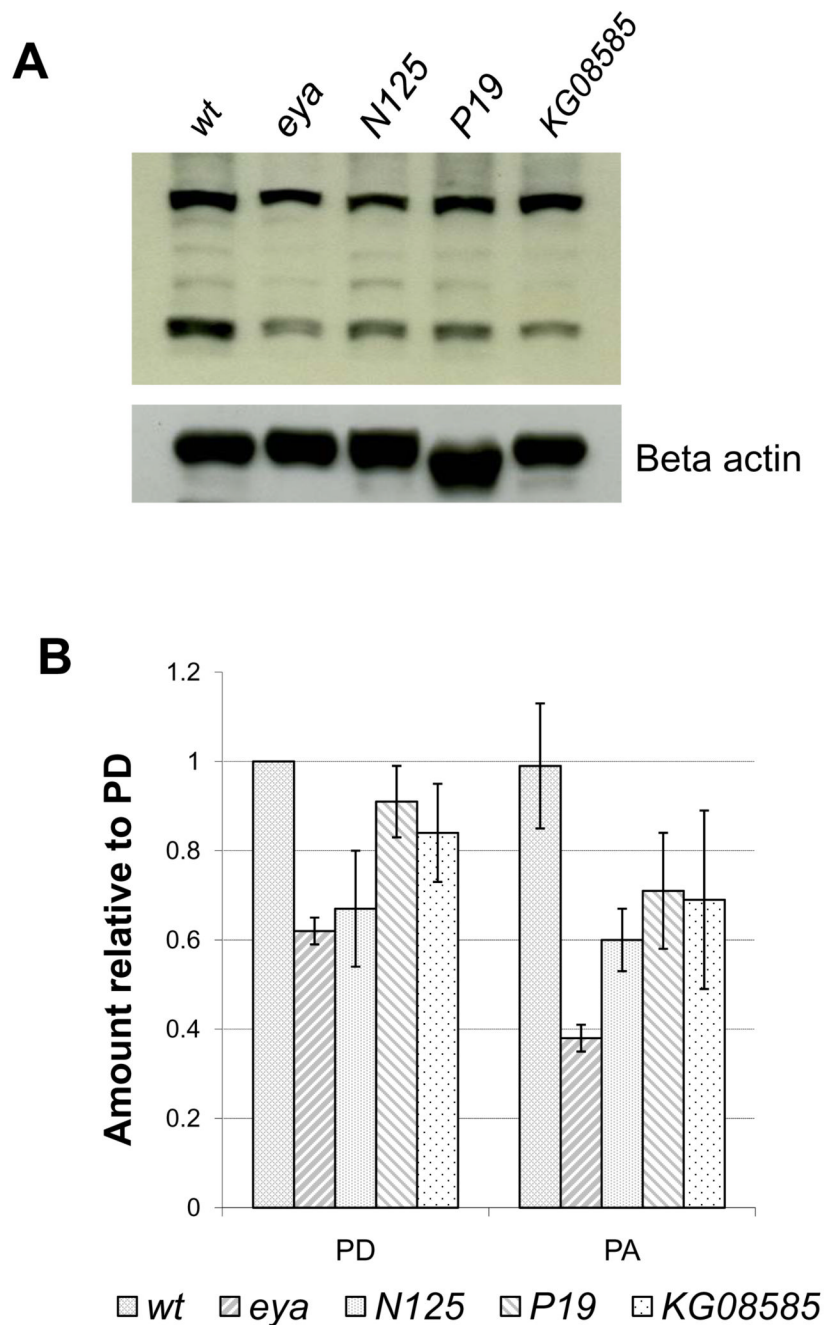 A
wt eya N125 P19 KG08585
Beta actin
B
Amount relative to PD
1.2
1
0.8
0.6
0.4
0.2
0
PD PA
wt eya N125 P19 KG08585